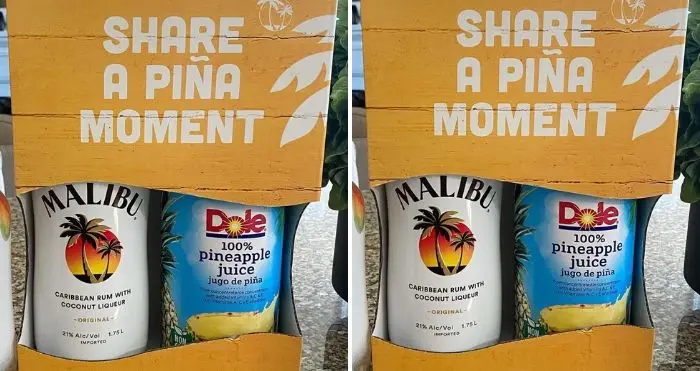 SHARE
A PIÑA
MOMENT
MALIBU
CARIBBEAN RUM WITH
COCONUT LIQUEUR
-ORIGINAL-
21% Alc/Vol 1.75 L
IMPORTED
Dole
100%
pineapple
juice
jugo de piña
NON
SHARE
A PIÑA
MOMENT
MALIBU
CARIBBEAN RUM WITH
COCONUT LIQUEUR
-ORIGINAL-
21% Alc/Vol 1.75 L
IMPORTED
Dole
100%
pineapple
juice
jugo de piña